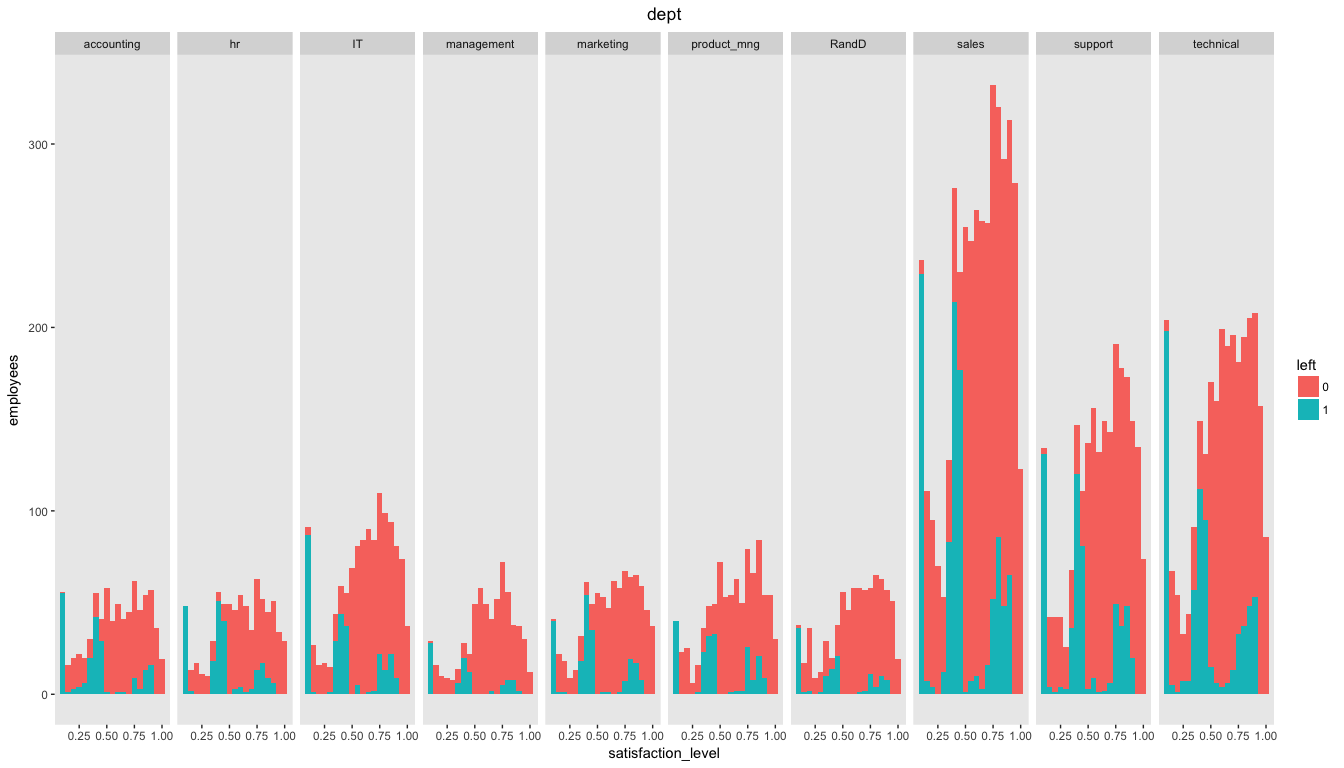 dept
accounting hr IT management marketing product_mng RandD sales support technical
300
200
100
0
employees
0.25 0.50 0.75 1.00 0.25 0.50 0.75 1.00 0.25 0.50 0.75 1.00 0.25 0.50 0.75 1.00 0.25 0.50 0.75 1.00 0.25 0.50 0.75 1.00 0.25 0.50 0.75 1.00 0.25 0.50 0.75 1.00 0.25 0.50 0.75 1.00 0.25 0.50 0.75 1.00
satisfaction_level
left
0
1